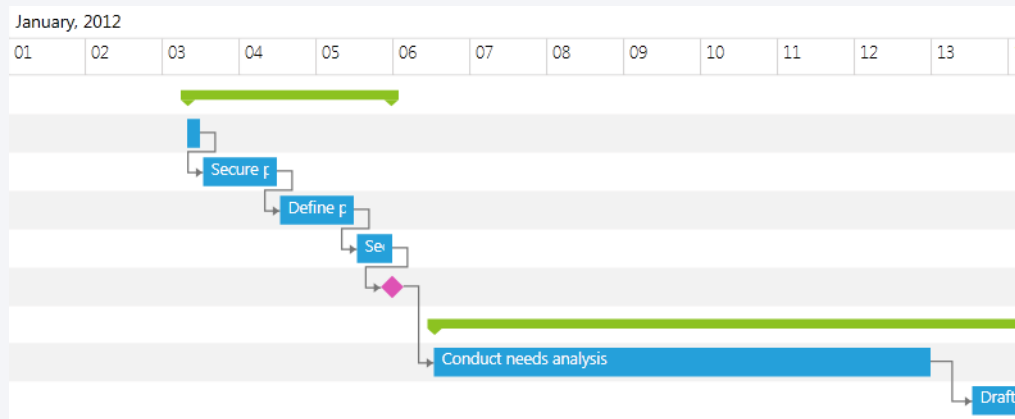 January, 2012
01 02 03 04 05 06 07 08 09 10 11 12 13
Secure p
Define p
Sec
Conduct needs analysis
Draft